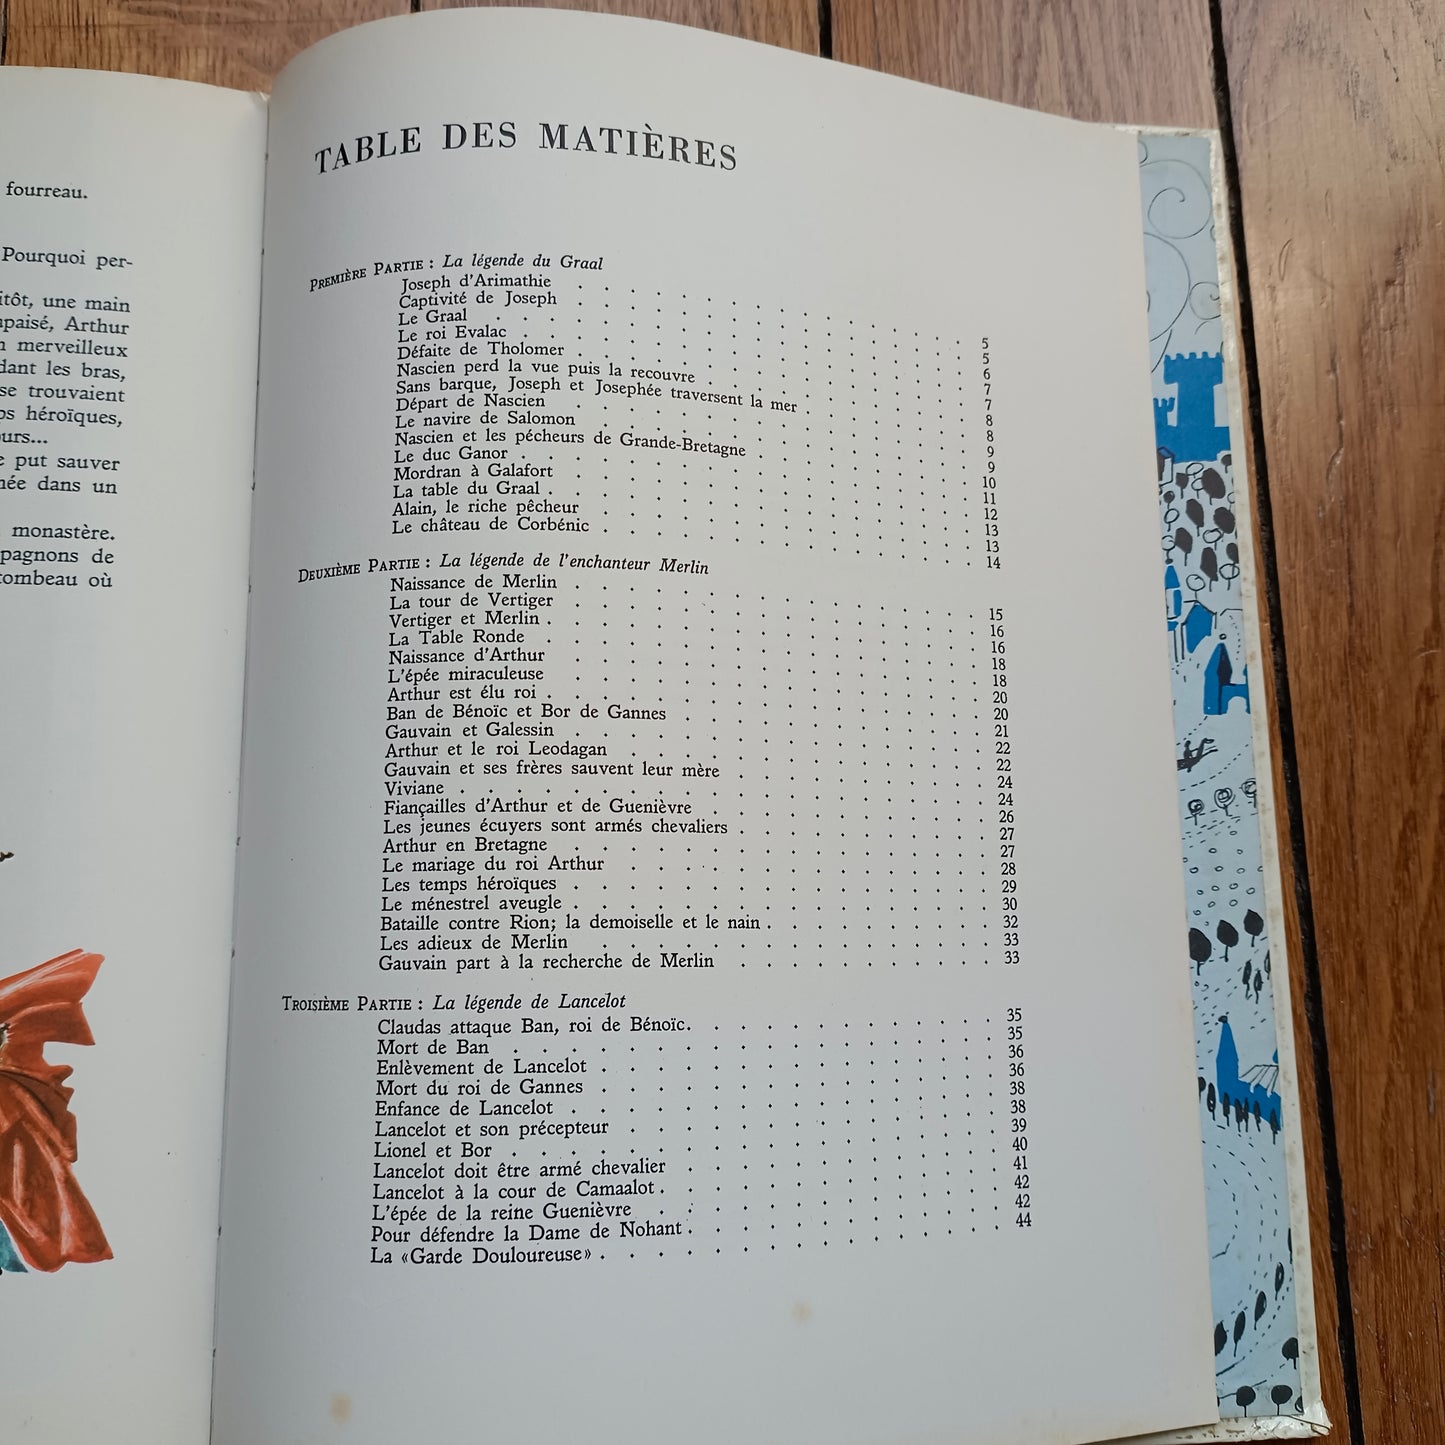 fourreau.
Pourquoi per-
itôt, une main
apaisé, Arthur
n merveilleux
dant les bras,
se trouvaient
ps héroïques,
ours...
e put sauver
née dans un
monastère.
pagnons de
tombeau où
TABLE DES MATIÈRES
PREMIÈRE PARTIE : La légende du Graal
Joseph d'Arimathie . . . . . 5
Captivité de Joseph . . . . . 5
Le Graal . . . . . 6
Le roi Evalac . . . . . 7
Défaite de Tholomer . . . . . 7
Nascien perd la vue puis la recouvre . . . . . 8
Sans barque, Joseph et Josephée traversent la mer . . . . . 8
Départ de Nascien . . . . . 9
Le navire de Salomon . . . . . 9
Nascien et les pécheurs de Grande-Bretagne . . . . . 10
Le duc Ganor . . . . . 11
Mordran à Galafort . . . . . 12
La table du Graal . . . . . 13
Alain, le riche pêcheur . . . . . 13
Le château de Corbénic . . . . . 14
DEUXIÈME PARTIE : La légende de l'enchanteur Merlin
Naissance de Merlin . . . . . 15
La tour de Vertiger . . . . . 16
Vertiger et Merlin . . . . . 16
La Table Ronde . . . . . 18
Naissance d'Arthur . . . . . 18
L'épée miraculeuse . . . . . 20
Arthur est élu roi . . . . . 20
Ban de Bénoïc et Bor de Gannes . . . . . 21
Gauvain et Galessin . . . . . 22
Arthur et le roi Leodagan . . . . . 22
Gauvain et ses frères sauvent leur mère . . . . . 24
Viviane . . . . . 24
Fiançailles d'Arthur et de Guenièvre . . . . . 26
Les jeunes écuyers sont armés chevaliers . . . . . 27
Arthur en Bretagne . . . . . 27
Le mariage du roi Arthur . . . . . 28
Les temps héroïques . . . . . 29
Le ménestrel aveugle . . . . . 30
Bataille contre Rion; la demoiselle et le nain . . . . . 32
Les adieux de Merlin . . . . . 33
Gauvain part à la recherche de Merlin . . . . . 33
TROISIÈME PARTIE : La légende de Lancelot
Claudas attaque Ban, roi de Bénoïc . . . . . 35
Mort de Ban . . . . . 35
Enlèvement de Lancelot . . . . . 36
Mort du roi de Gannes . . . . . 36
Enfance de Lancelot . . . . . 38
Lancelot et son précepteur . . . . . 38
Lionel et Bor . . . . . 39
Lancelot doit être armé chevalier . . . . . 40
Lancelot à la cour de Camaalot . . . . . 41
L'épée de la reine Guenièvre . . . . . 42
Pour défendre la Dame de Nohant . . . . . 42
La «Garde Douloureuse» . . . . . 44